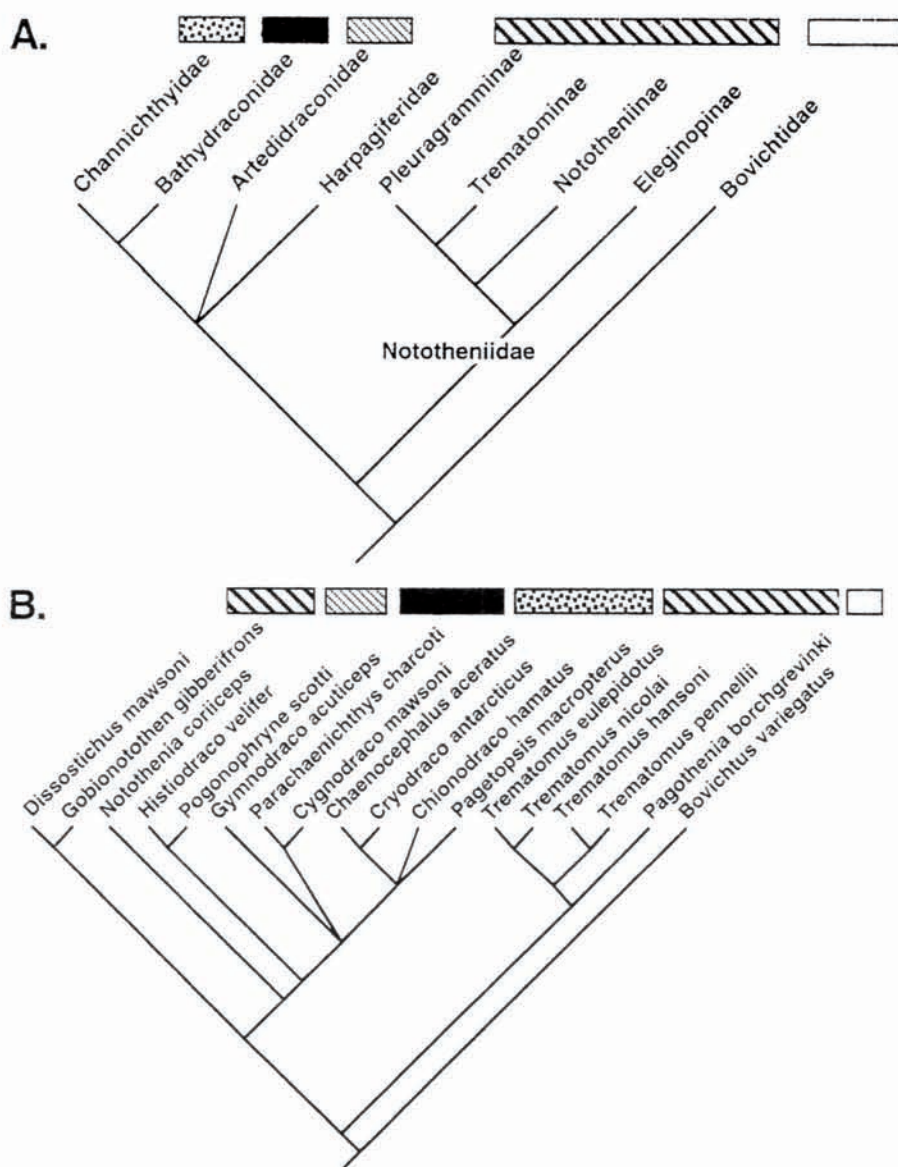 A.
Channichthyidae
Bathydraconidae
Artedidraconidae
Harpagiferidae
Pleuragramminae
Trematominae
Nototheniinae
Eleginopinae
Bovichtidae
Nototheniidae
B.
Dissostichus mawsoni
Gobionotothen gibberifrons
Notothenia coriiceps
Histiodraco velifer
Pogonophryne scotti
Gymnodraco acuticeps
Parachaenichthys charcoti
Cygnodraco mawsoni
Chaenocephalus aceratus
Cryodraco antarcticus
Chionodraco hamatus
Pagetopsis macropterus
Trematomus eulepidotus
Trematomus nicolai
Trematomus hansoni
Trematomus pennellii
Pagothenia borchgrevinki
Bovichtus variegatus